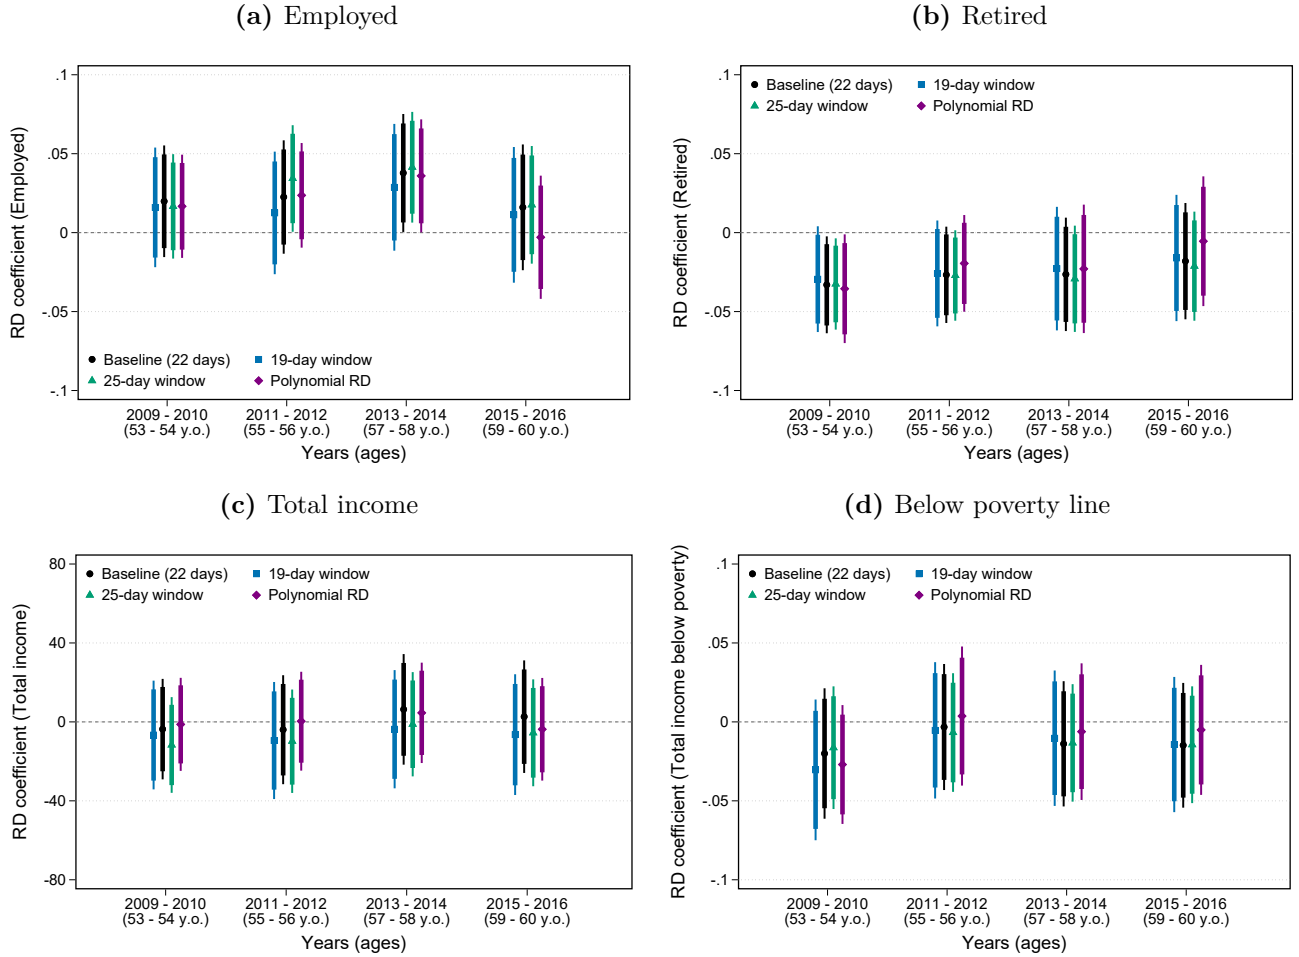 (a) Employed
RD coefficient (Employed)
.1
.05
0
-.05
-.1
Baseline (22 days)
19-day window
25-day window
Polynomial RD
2009 - 2010
(53 - 54 y.o.)
2011 - 2012
(55 - 56 y.o.)
2013 - 2014
(57 - 58 y.o.)
2015 - 2016
(59 - 60 y.o.)
Years (ages)
(b) Retired
RD coefficient (Retired)
.1
.05
0
-.05
-.1
Baseline (22 days)
19-day window
25-day window
Polynomial RD
2009 - 2010
(53 - 54 y.o.)
2011 - 2012
(55 - 56 y.o.)
2013 - 2014
(57 - 58 y.o.)
2015 - 2016
(59 - 60 y.o.)
Years (ages)
(c) Total income
RD coefficient (Total income)
80
40
0
-40
-80
Baseline (22 days)
19-day window
25-day window
Polynomial RD
2009 - 2010
(53 - 54 y.o.)
2011 - 2012
(55 - 56 y.o.)
2013 - 2014
(57 - 58 y.o.)
2015 - 2016
(59 - 60 y.o.)
Years (ages)
(d) Below poverty line
RD coefficient (Total income below poverty)
.1
.05
0
-.05
-.1
Baseline (22 days)
19-day window
25-day window
Polynomial RD
2009 - 2010
(53 - 54 y.o.)
2011 - 2012
(55 - 56 y.o.)
2013 - 2014
(57 - 58 y.o.)
2015 - 2016
(59 - 60 y.o.)
Years (ages)